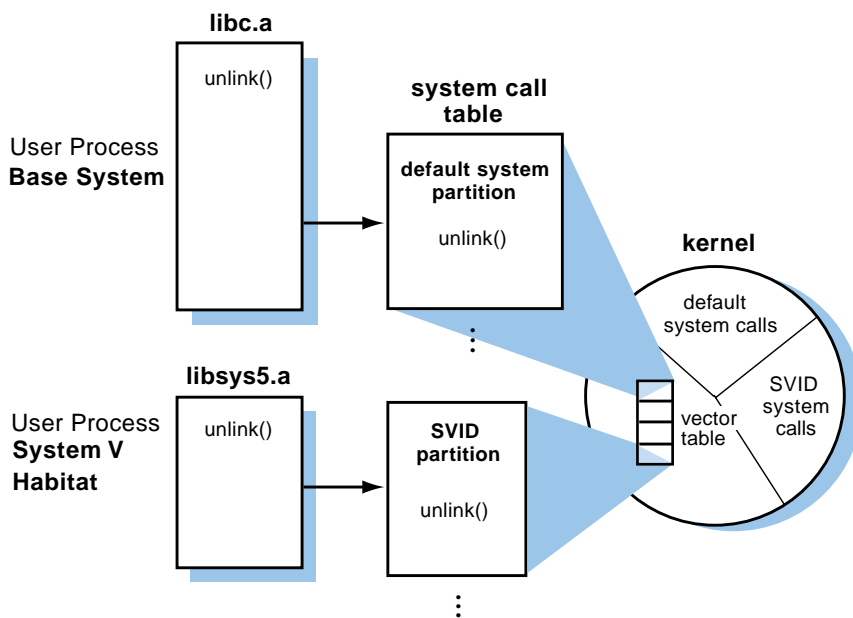 libc.a
unlink()
User Process
Base System
system call
table
default system
partition
unlink()
kernel
default
system calls
SVID
system
calls
vector
table
libsys5.a
unlink()
User Process
System V
Habitat
SVID
partition
unlink()